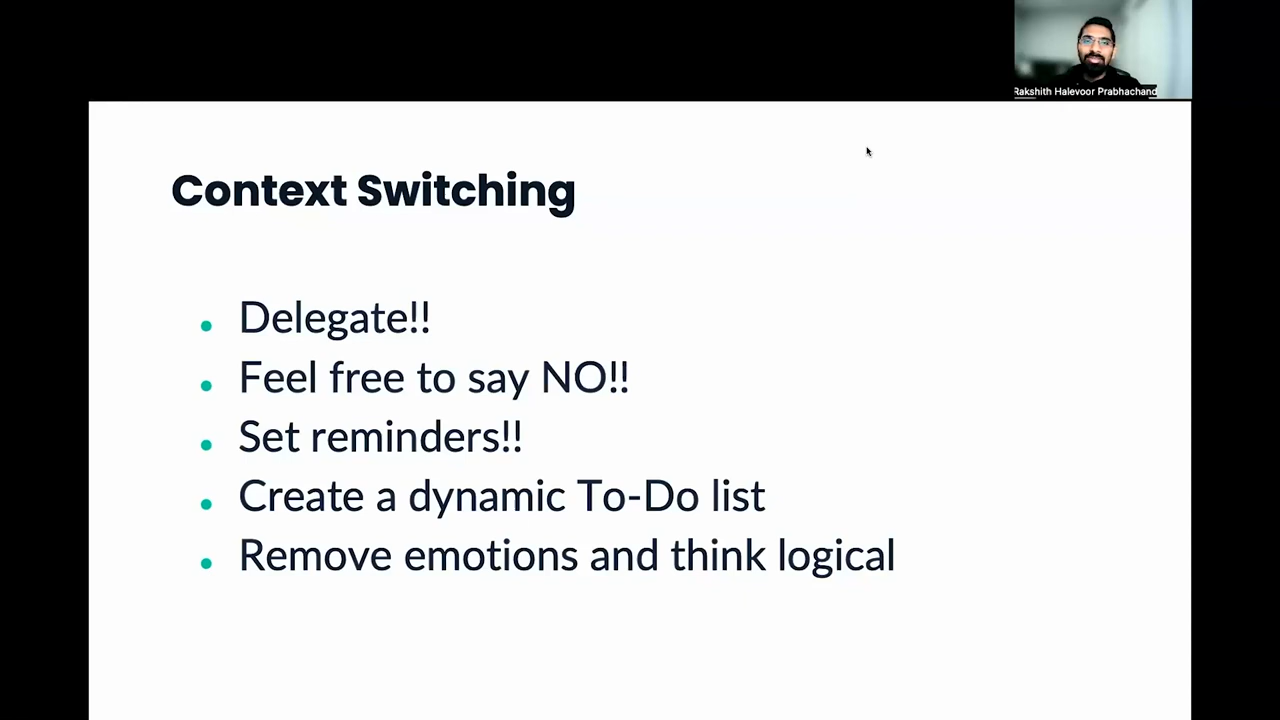 Rakshith Halevoor Prabhachand
Context Switching
Delegate!!
Feel free to say NO!!
Set reminders!!
Create a dynamic To-Do list
Remove emotions and think logical